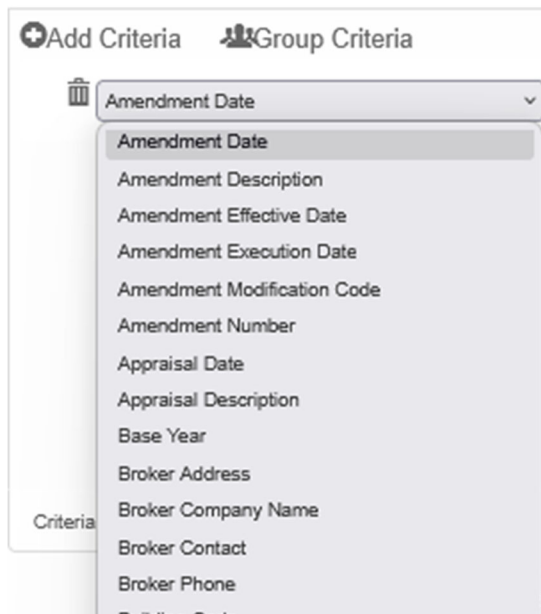 Add Criteria Group Criteria
Amendment Date
Amendment Date
Amendment Description
Amendment Effective Date
Amendment Execution Date
Amendment Modification Code
Amendment Number
Appraisal Date
Appraisal Description
Base Year
Broker Address
Broker Company Name
Criteria
Broker Contact
Broker Phone